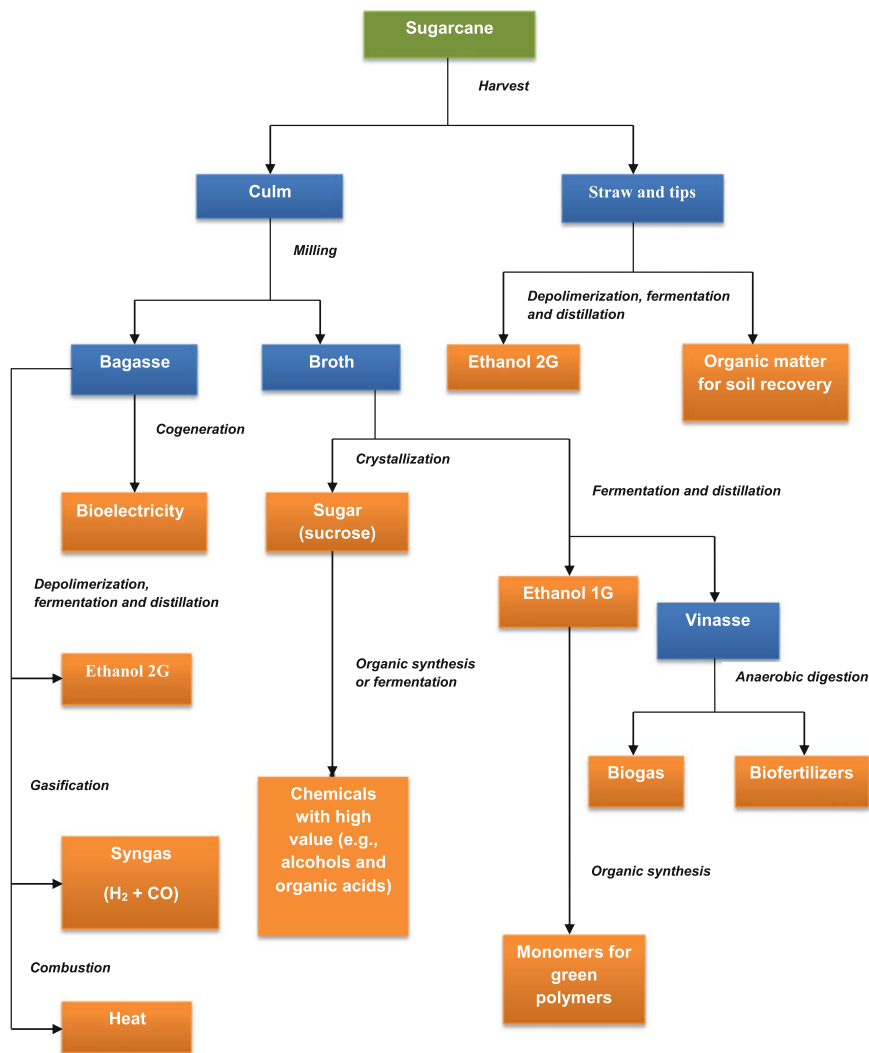 Sugarcane
Harvest
Culm
Straw and tips
Milling
Depolimerization, fermentation
and distillation
Bagasse
Broth
Ethanol 2G
Organic matter
for soil recovery
Cogeneration
Crystallization
Bioelectricity
Sugar
(sucrose)
Fermentation and distillation
Depolimerization,
fermentation and distillation
Ethanol 1G
Vinasse
Ethanol 2G
Organic synthesis
or fermentation
Anaerobic digestion
Biogas
Biofertilizers
Gasification
Chemicals
with high
value (e.g.,
alcohols and
organic acids)
Syngas
(H₂ + CO)
Organic synthesis
Combustion
Monomers for
green
polymers
Heat